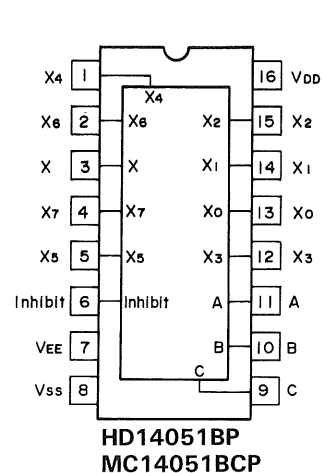 X4 1 X4 16 VDD
X6 2 X6 X2 15 X2
X 3 X X1 14 X1
X7 4 X7 X0 13 X0
X5 5 X5 X3 12 X3
Inhibit 6 Inhibit A 11 A
VEE 7 B 10 B
VSS 8 C 9 C
HD14051BP
MC14051BCP